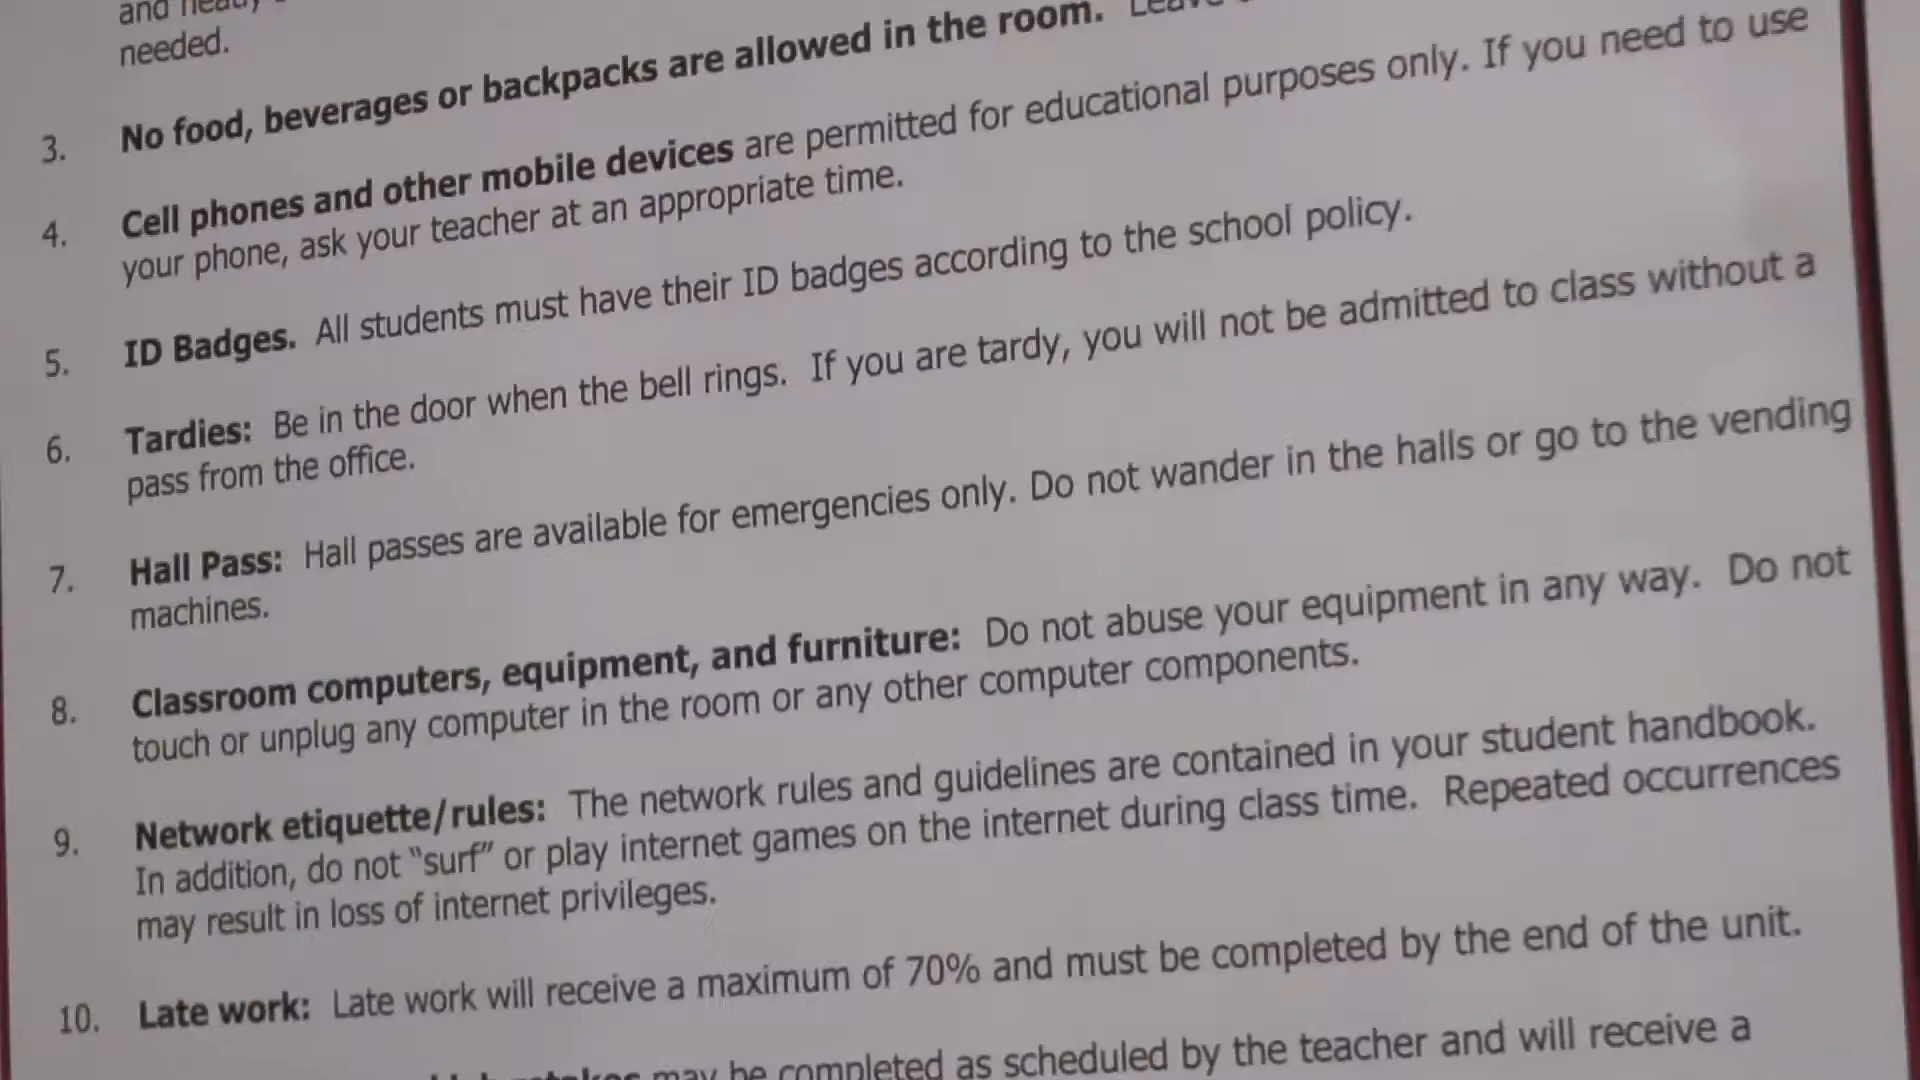 and
needed.
3. No food, beverages or backpacks are allowed in the room.
4. Cell phones and other mobile devices are permitted for educational purposes only. If you need to use
your phone, ask your teacher at an appropriate time.
5. ID Badges. All students must have their ID badges according to the school policy.
6. Tardies: Be in the door when the bell rings. If you are tardy, you will not be admitted to class without a
pass from the office.
7. Hall Pass: Hall passes are available for emergencies only. Do not wander in the halls or go to the vending
machines.
8. Classroom computers, equipment, and furniture: Do not abuse your equipment in any way. Do not
touch or unplug any computer in the room or any other computer components.
9. Network etiquette/rules: The network rules and guidelines are contained in your student handbook.
In addition, do not "surf" or play internet games on the internet during class time. Repeated occurrences
may result in loss of internet privileges.
10. Late work: Late work will receive a maximum of 70% and must be completed by the end of the unit.
may be completed as scheduled by the teacher and will receive a